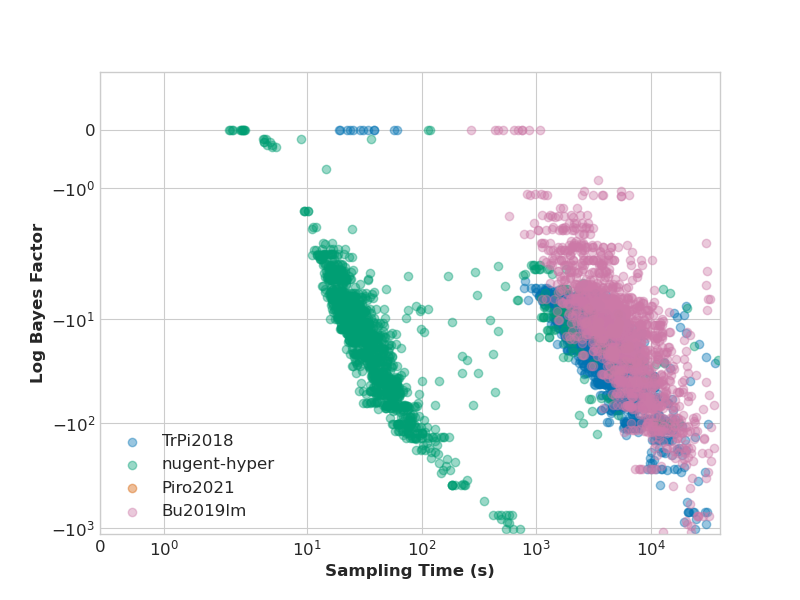 0
−10⁰
−10¹
−10²
−10³
Log Bayes Factor
TrPi2018
nugent-hyper
Piro2021
Bu2019lm
0 10⁰ 10¹ 10² 10³ 10⁴
Sampling Time (s)